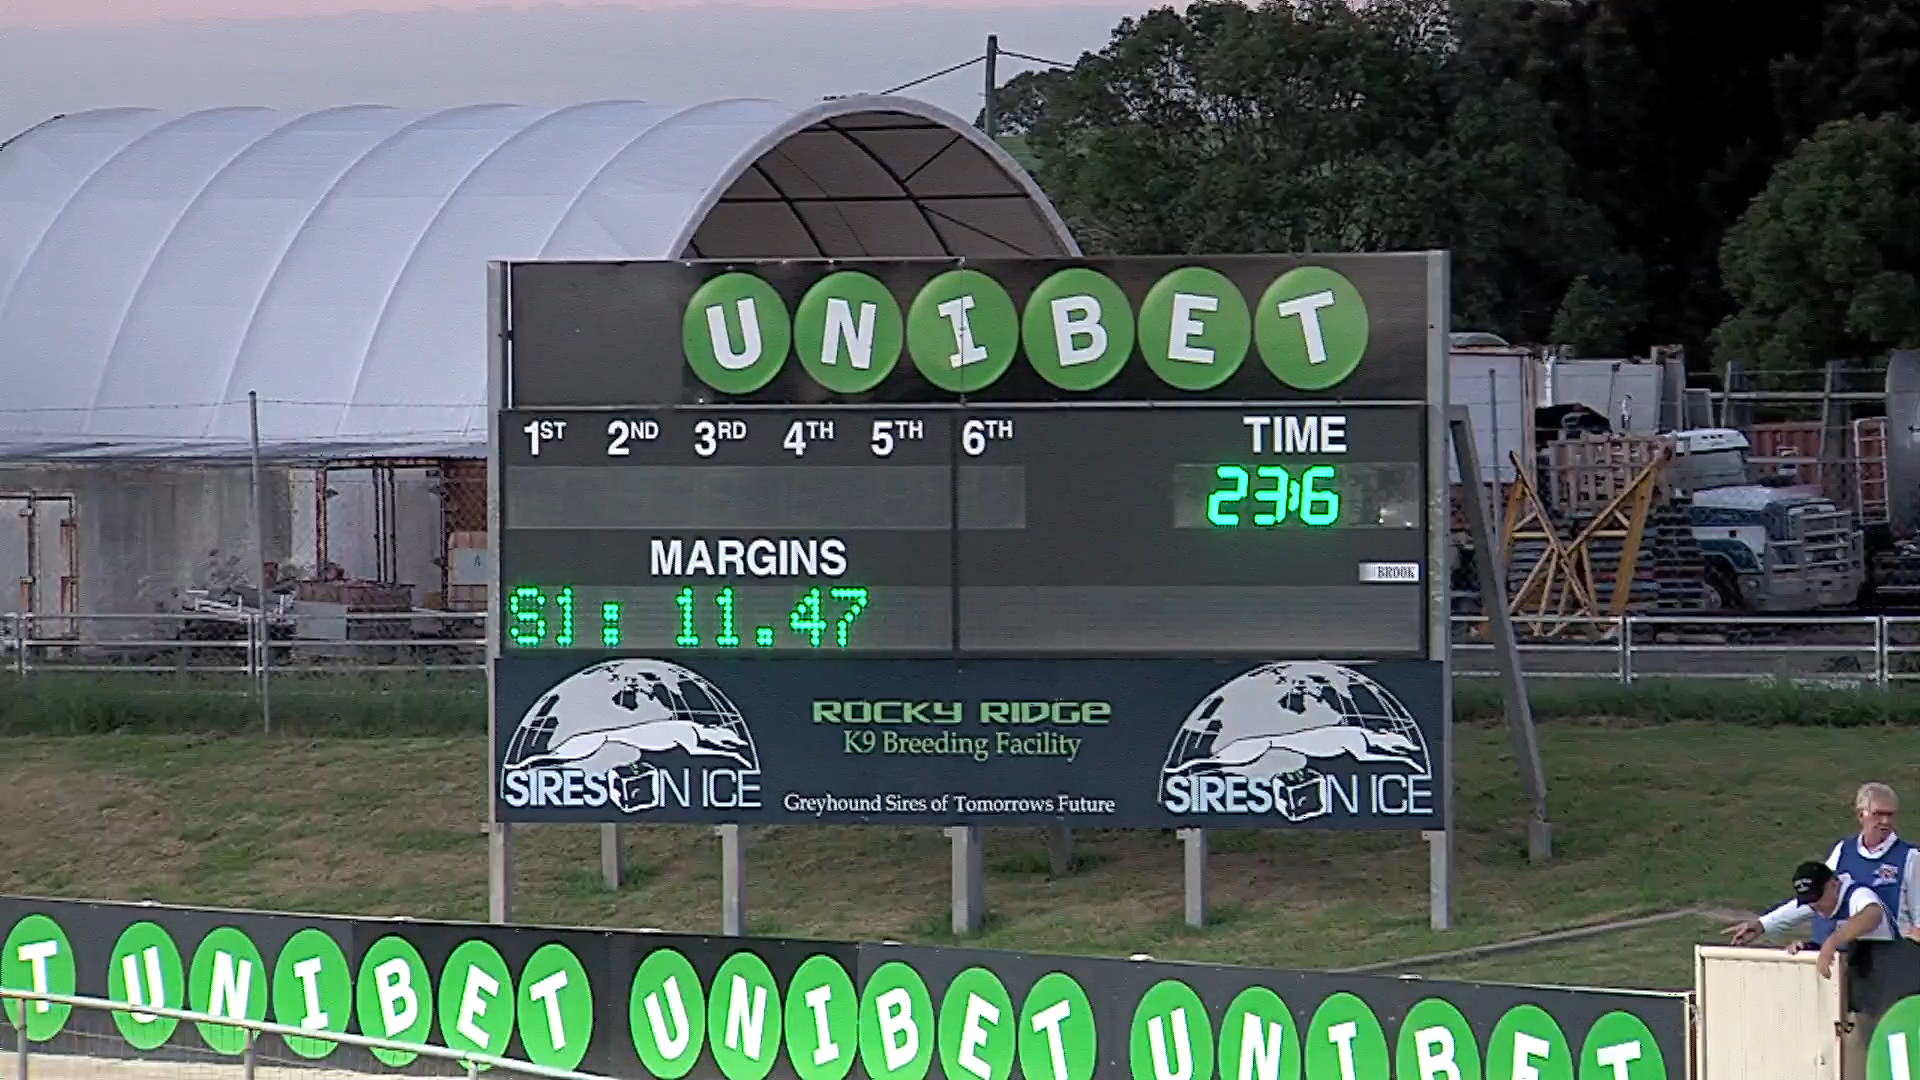 UNIBET
1ST 2ND 3RD 4TH 5TH 6TH TIME
23:6
MARGINS
BROOK
S1: 11.47
ROCKY RIDGE
K9 Breeding Facility
SIRES ON ICE
Greyhound Sires of Tomorrows Future
SIRES ON ICE
T UNIBET UNIBET UNIBET U